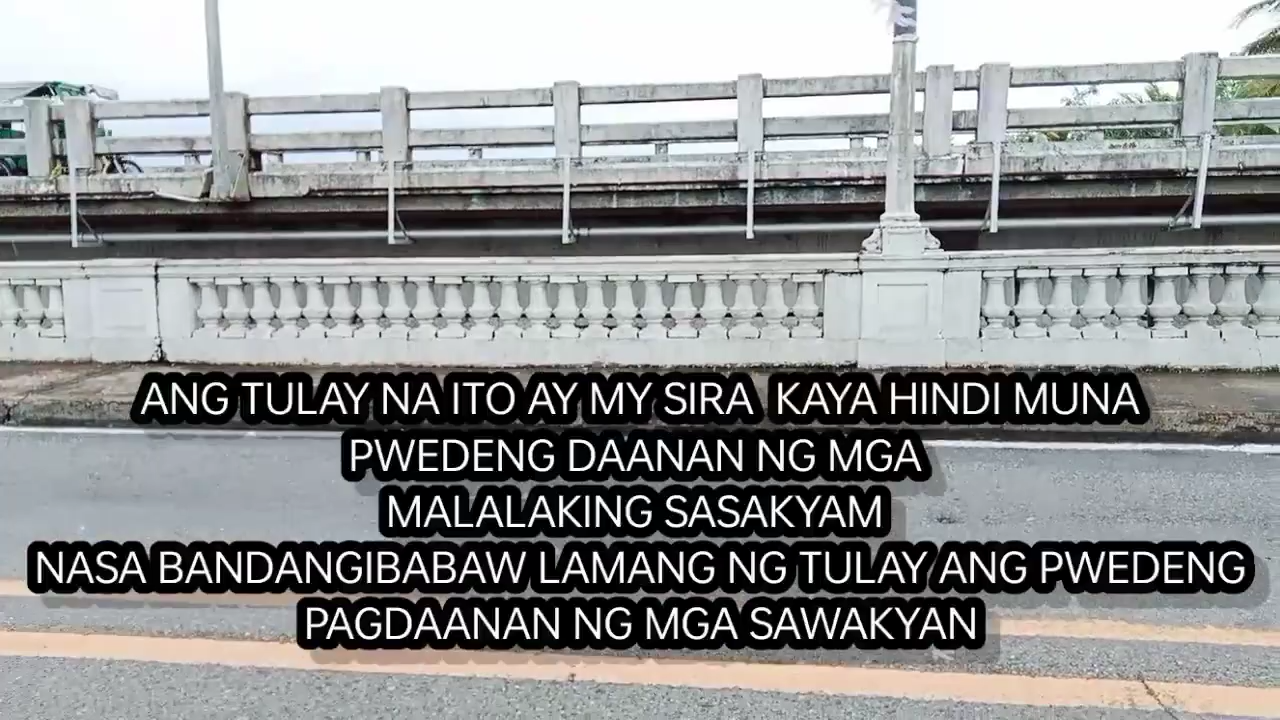 ANG TULAY NA ITO AY MY SIRA KAYA HINDI MUNA
PWEDENG DAANAN NG MGA
MALALAKING SASAKYAM
NASA BANDANGIBABAW LAMANG NG TULAY ANG PWEDENG
PAGDAANAN NG MGA SAWAKYAN